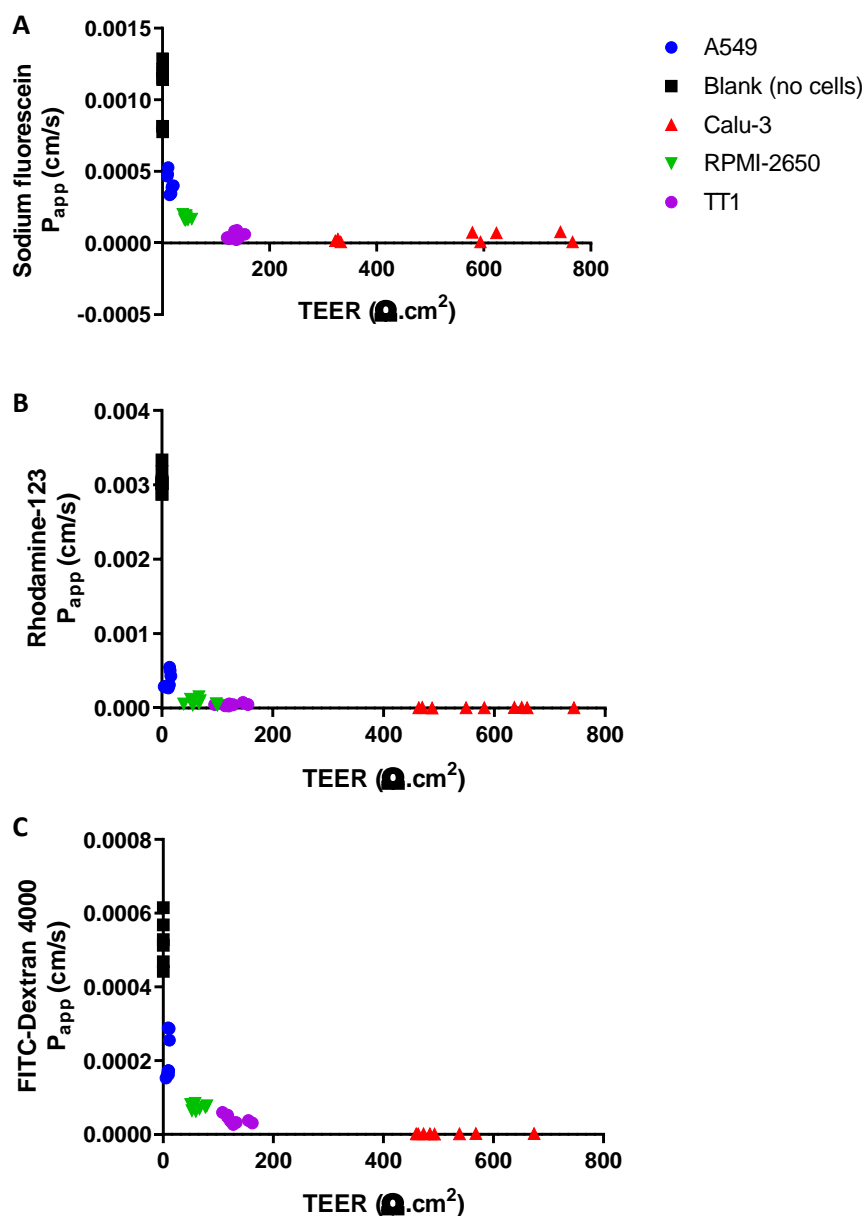 A
0.0015
0.0010
0.0005
0.0000
-0.0005
Sodium fluorescein
Papp (cm/s)
200 400 600 800
TEER (Ω.cm²)
A549
Blank (no cells)
Calu-3
RPMI-2650
TT1
B
0.004
0.003
0.002
0.001
0.000
Rhodamine-123
Papp (cm/s)
0 200 400 600 800
TEER (Ω.cm²)
C
0.0008
0.0006
0.0004
0.0002
0.0000
FITC-Dextran 4000
Papp (cm/s)
0 200 400 600 800
TEER (Ω.cm²)